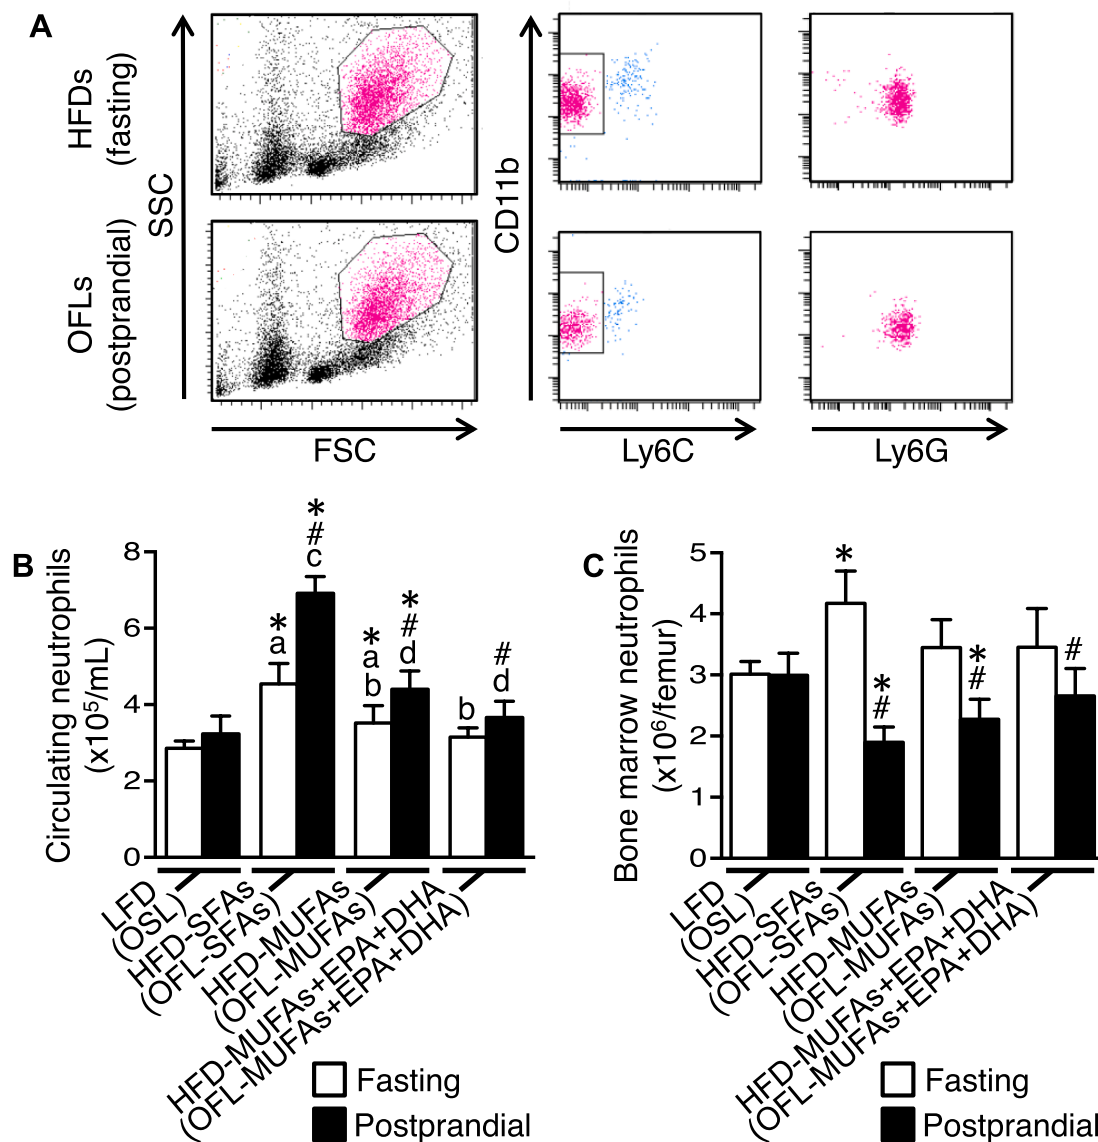 A
HFDs
(fasting)
OFLs
(postprandial)
SSC
FSC
CD11b
Ly6C
Ly6G
B
Circulating neutrophils
(x10⁵/mL)
8
6
4
2
0
*
a
*
#
c
*
a
b
*
#
d
b
#
d
LFD
(OSL)
HFD-SFAs
(OFL-SFAs)
HFD-MUFAs
(OFL-MUFAs)
HFD-MUFAs+EPA+DHA
(OFL-MUFAs+EPA+DHA)
Fasting
Postprandial
C
Bone marrow neutrophils
(x10⁶/femur)
5
4
3
2
1
0
*
*
#
*
#
#
LFD
(OSL)
HFD-SFAs
(OFL-SFAs)
HFD-MUFAs
(OFL-MUFAs)
HFD-MUFAs+EPA+DHA
(OFL-MUFAs+EPA+DHA)
Fasting
Postprandial